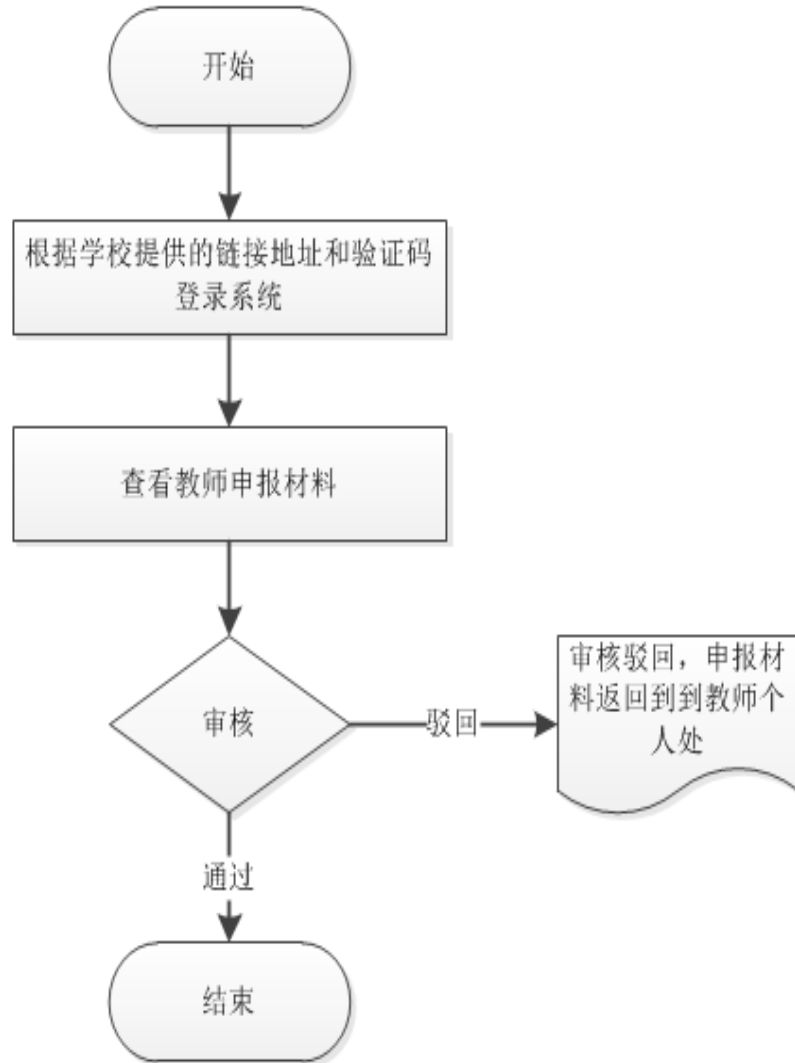 开始
根据学校提供的链接地址和验证码
登录系统
查看教师申报材料
审核
驳回
审核驳回，申报材
料返回到到教师个
人处
通过
结束